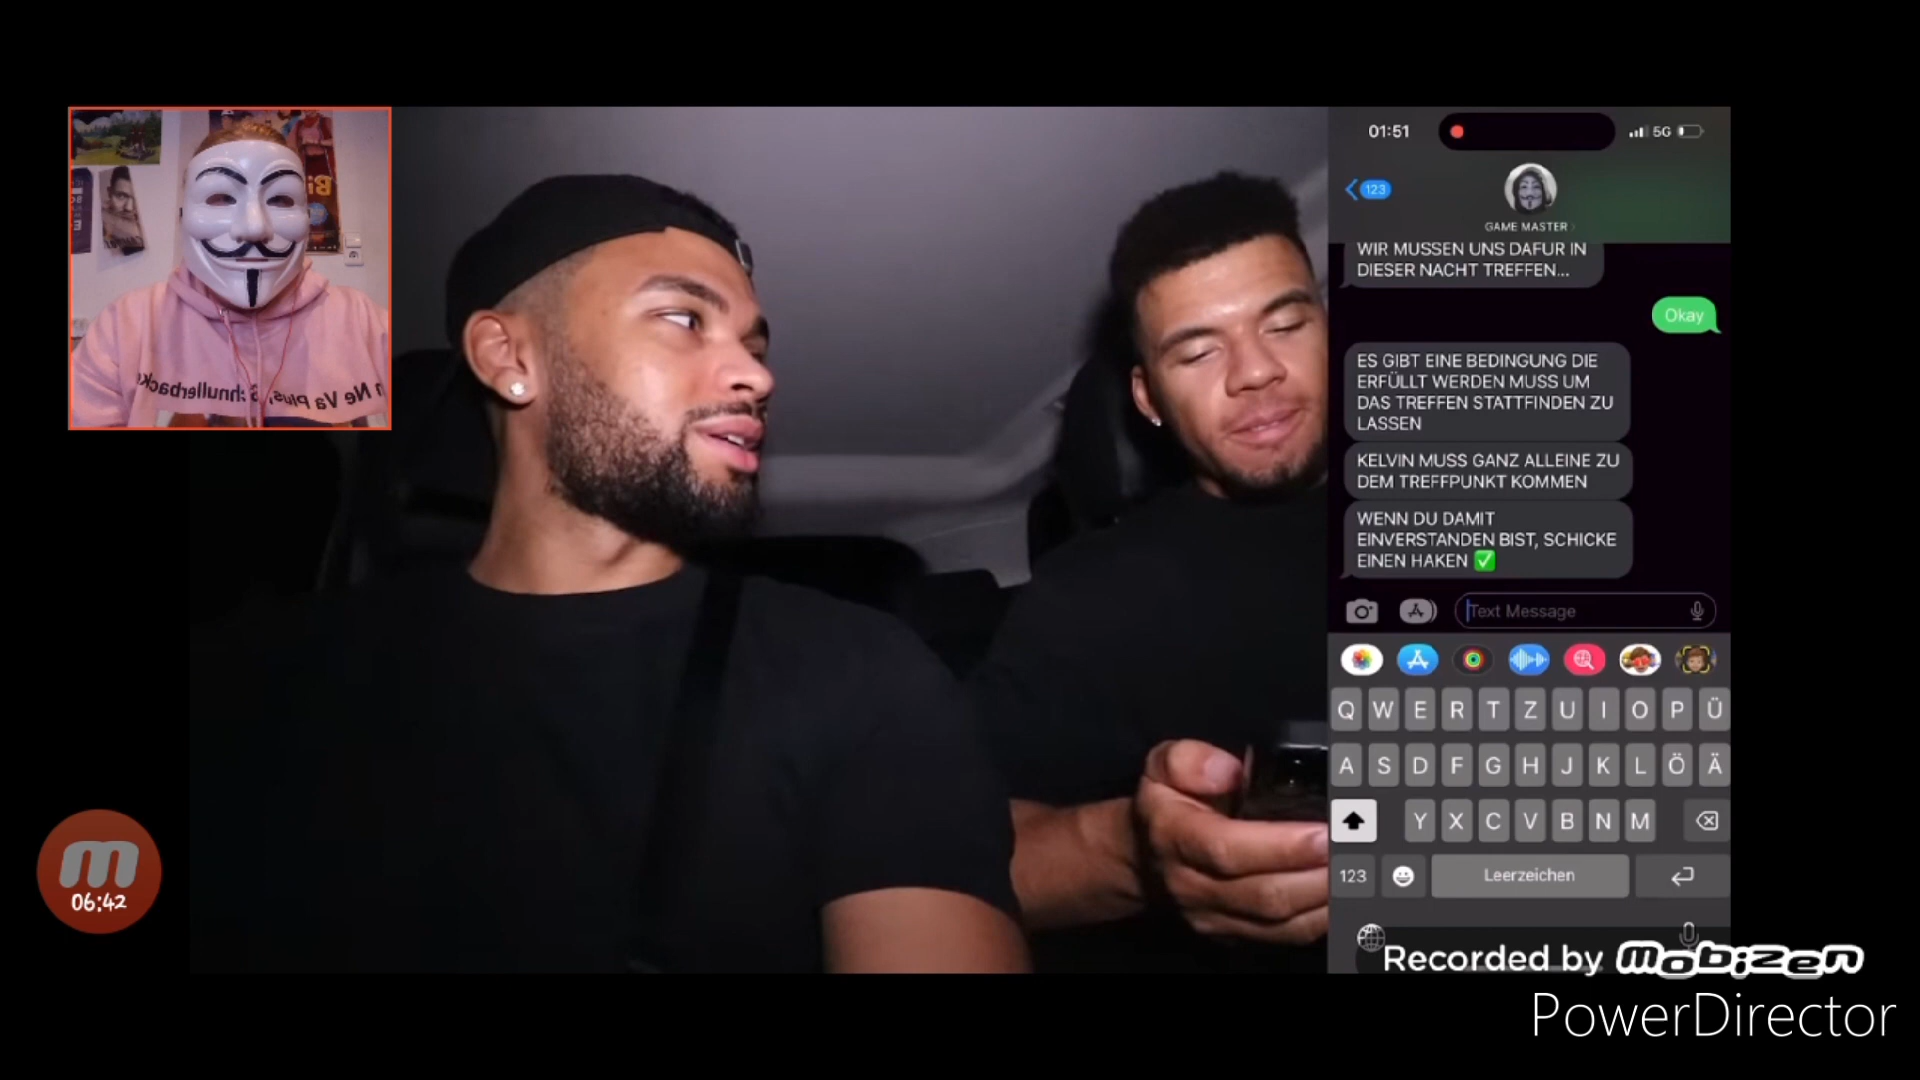 01:51
5G
123
GAME MASTER
WIR MÜSSEN UNS DAFÜR IN
DIESER NACHT TREFFEN...
Okay
ES GIBT EINE BEDINGUNG DIE
ERFÜLLT WERDEN MUSS UM
DAS TREFFEN STATTFINDEN ZU
LASSEN
KELVIN MUSS GANZ ALLEINE ZU
DEM TREFFPUNKT KOMMEN
WENN DU DAMIT
EINVERSTANDEN BIST, SCHICKE
EINEN HAKEN ✅
Text Message
Q W E R T Z U I O P Ü
A S D F G H J K L Ö Ä
Y X C V B N M
123
Leerzeichen
06:42
Recorded by mobizen
PowerDirector